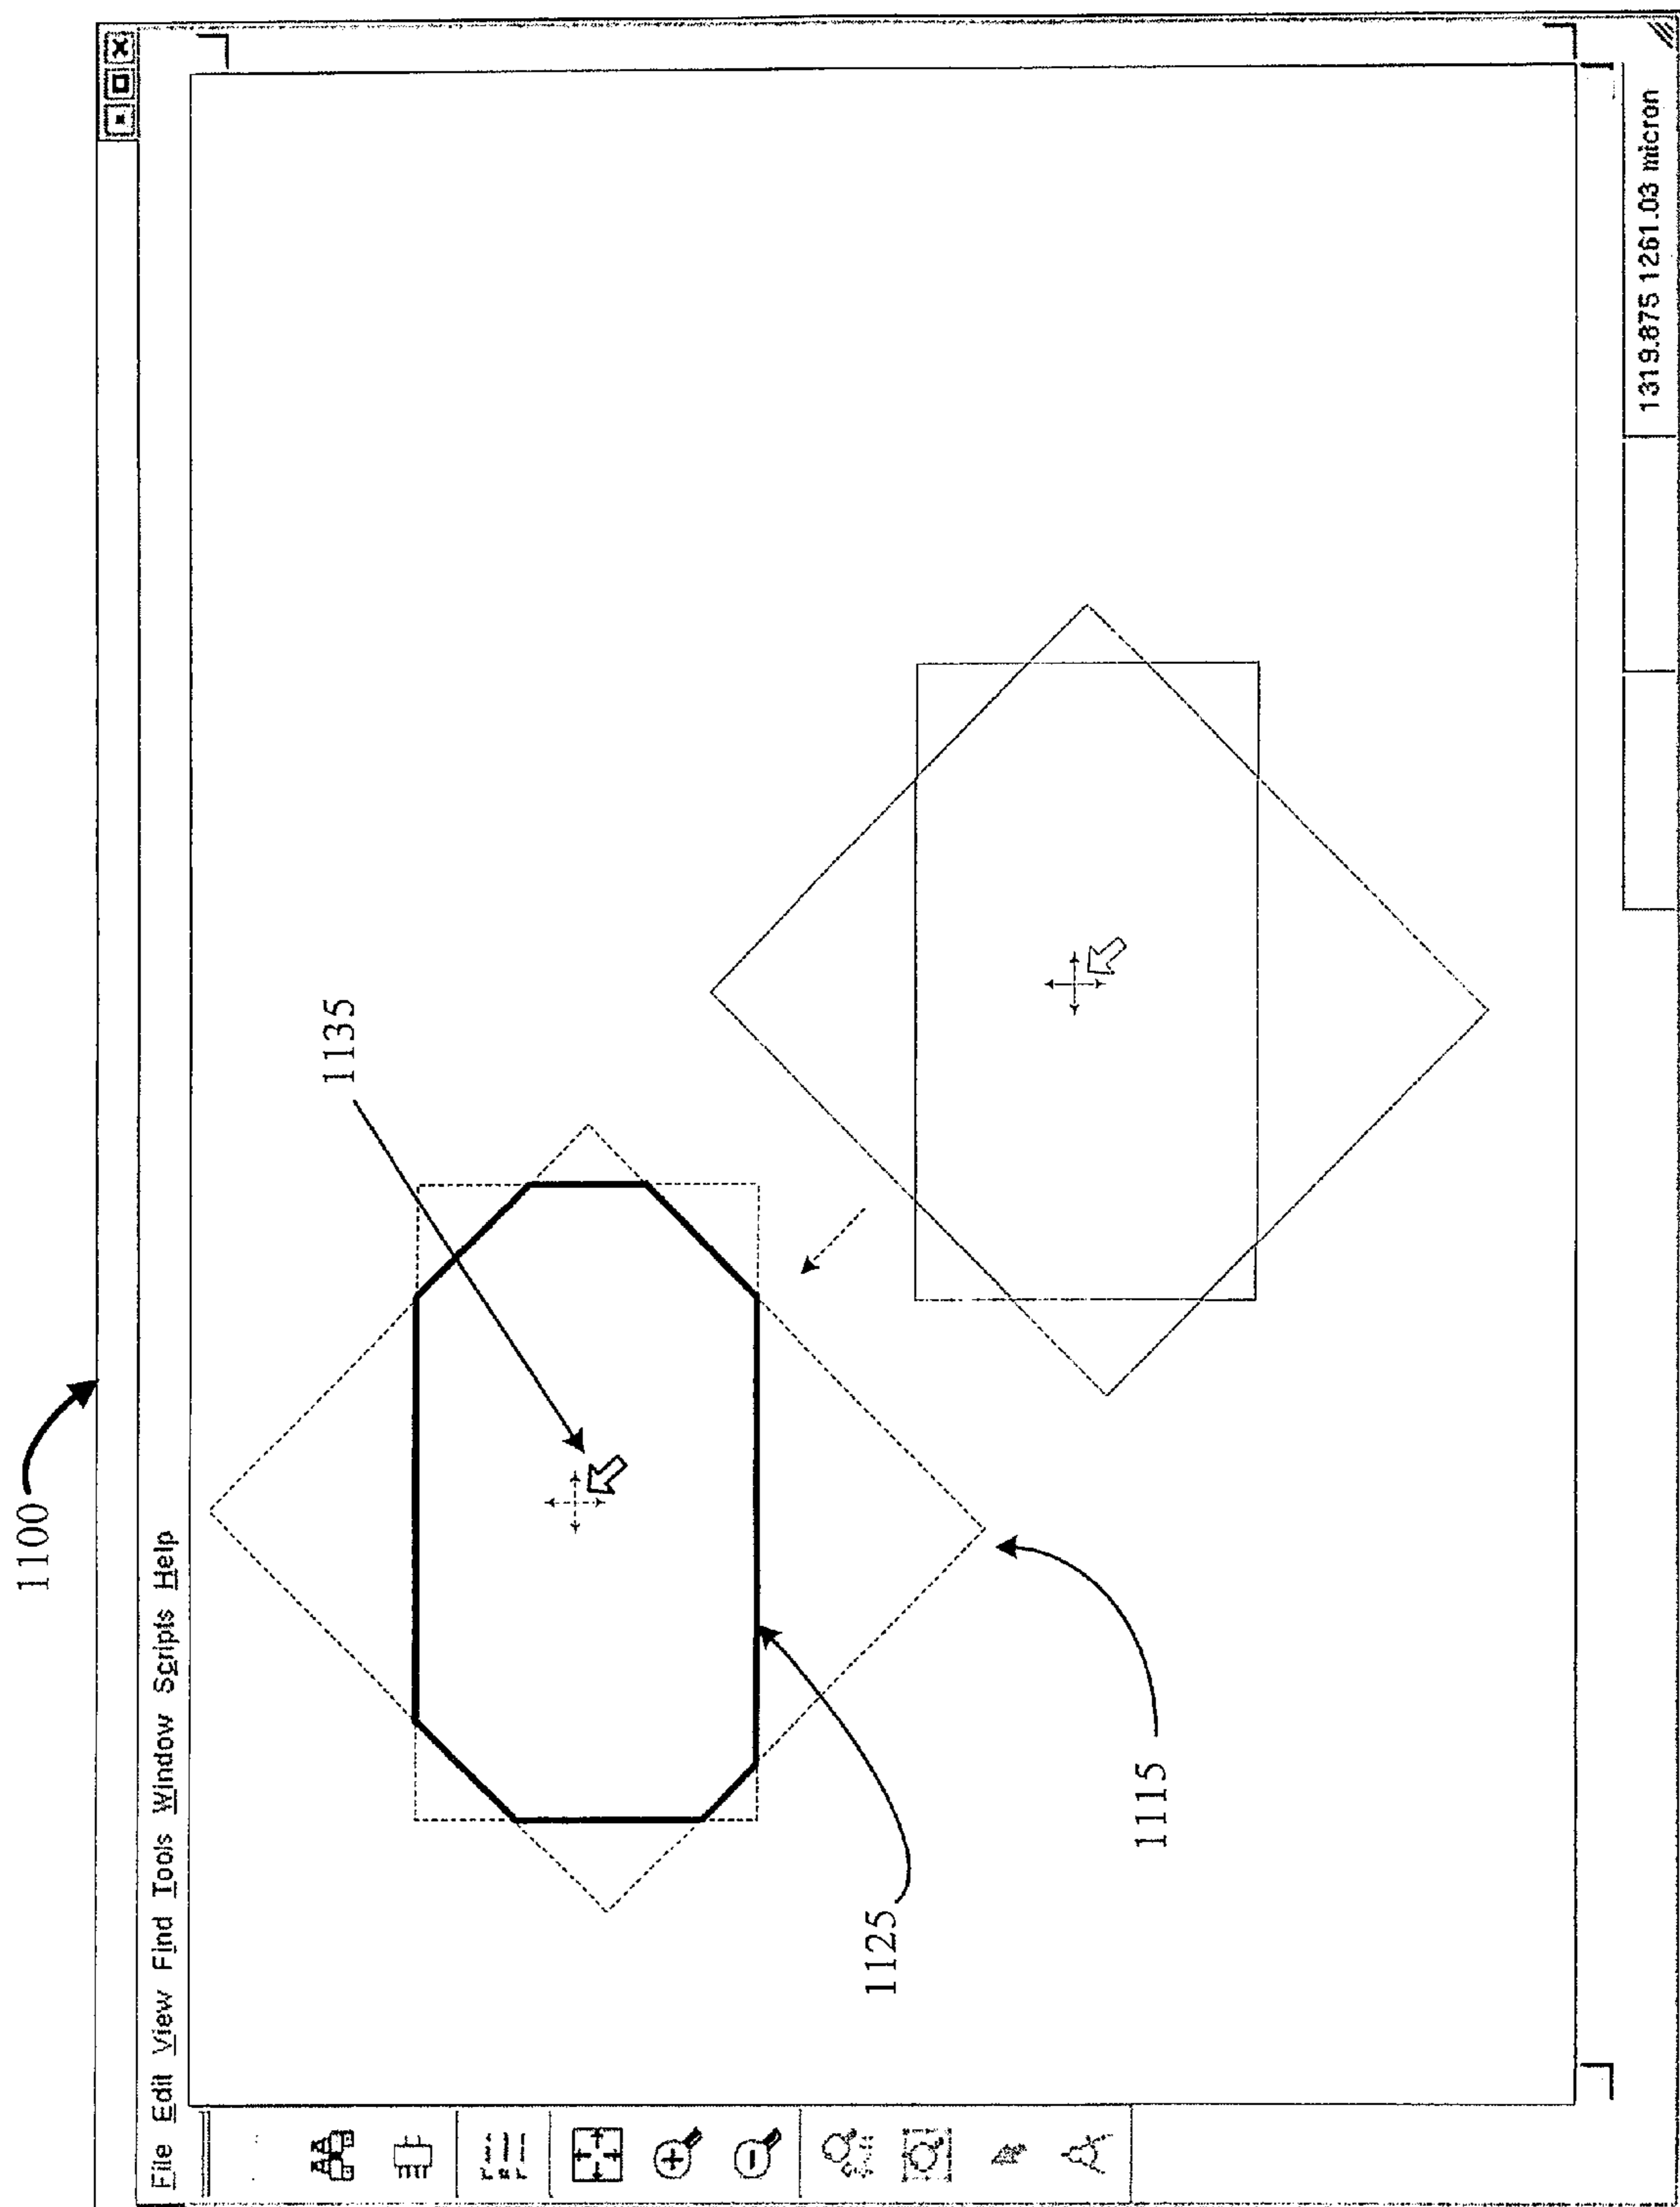 1100
File Edit View Find Tools Window Scripts Help
1135
1125
1115
1319.875 1261.03 micron